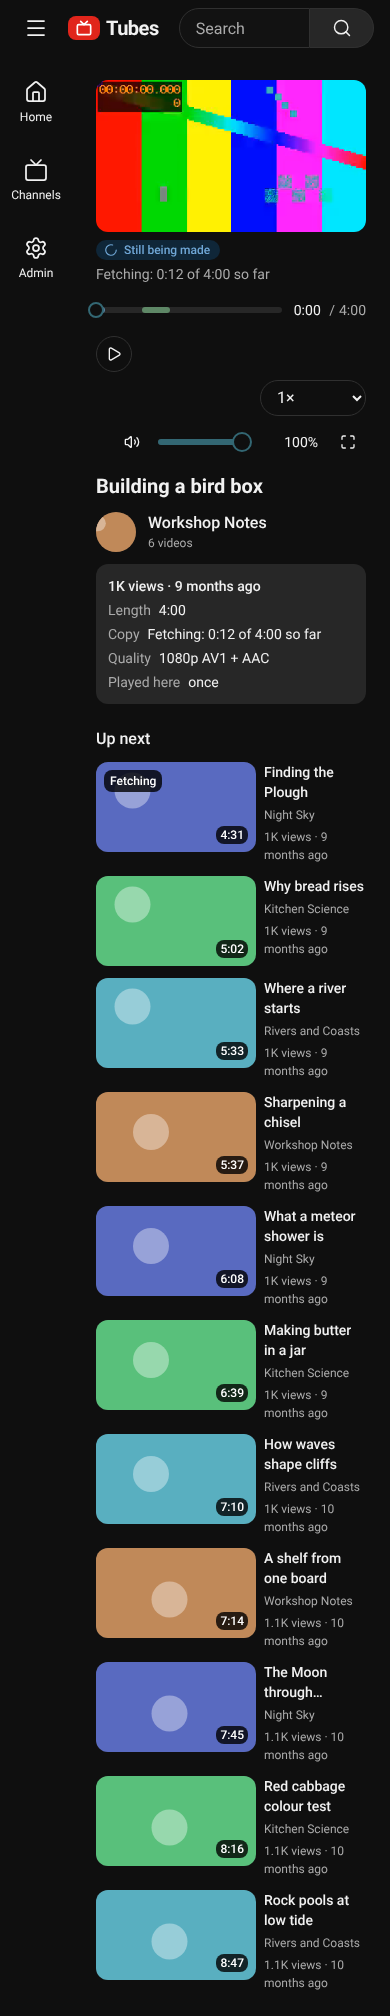 Tubes
Search
Home
Channels
Admin
00:00:00.000
0
Still being made
Fetching: 0:12 of 4:00 so far
0:00 / 4:00
1×
100%
Building a bird box
Workshop Notes
6 videos
1K views · 9 months ago
Length 4:00
Copy Fetching: 0:12 of 4:00 so far
Quality 1080p AV1 + AAC
Played here once
Up next
Fetching
4:31
Finding the
Plough
Night Sky
1K views · 9
months ago
5:02
Why bread rises
Kitchen Science
1K views · 9
months ago
5:33
Where a river
starts
Rivers and Coasts
1K views · 9
months ago
5:37
Sharpening a
chisel
Workshop Notes
1K views · 9
months ago
6:08
What a meteor
shower is
Night Sky
1K views · 9
months ago
6:39
Making butter
in a jar
Kitchen Science
1K views · 9
months ago
7:10
How waves
shape cliffs
Rivers and Coasts
1K views · 10
months ago
7:14
A shelf from
one board
Workshop Notes
1.1K views · 10
months ago
7:45
The Moon
through...
Night Sky
1.1K views · 10
months ago
8:16
Red cabbage
colour test
Kitchen Science
1.1K views · 10
months ago
8:47
Rock pools at
low tide
Rivers and Coasts
1.1K views · 10
months ago